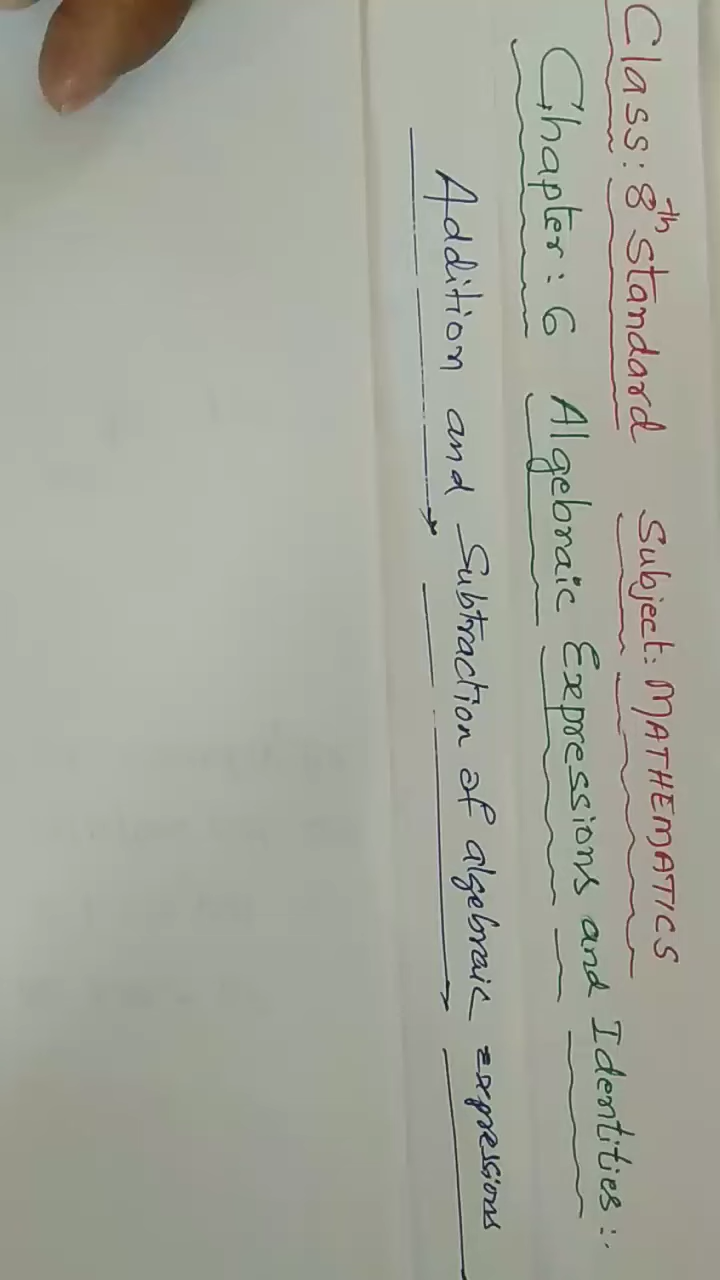 Class: 8th standard Subject: MATHEMATICS
Chapter: 6 Algebraic Expressions and Identities :.
Addition and Subtraction of algebraic expressions